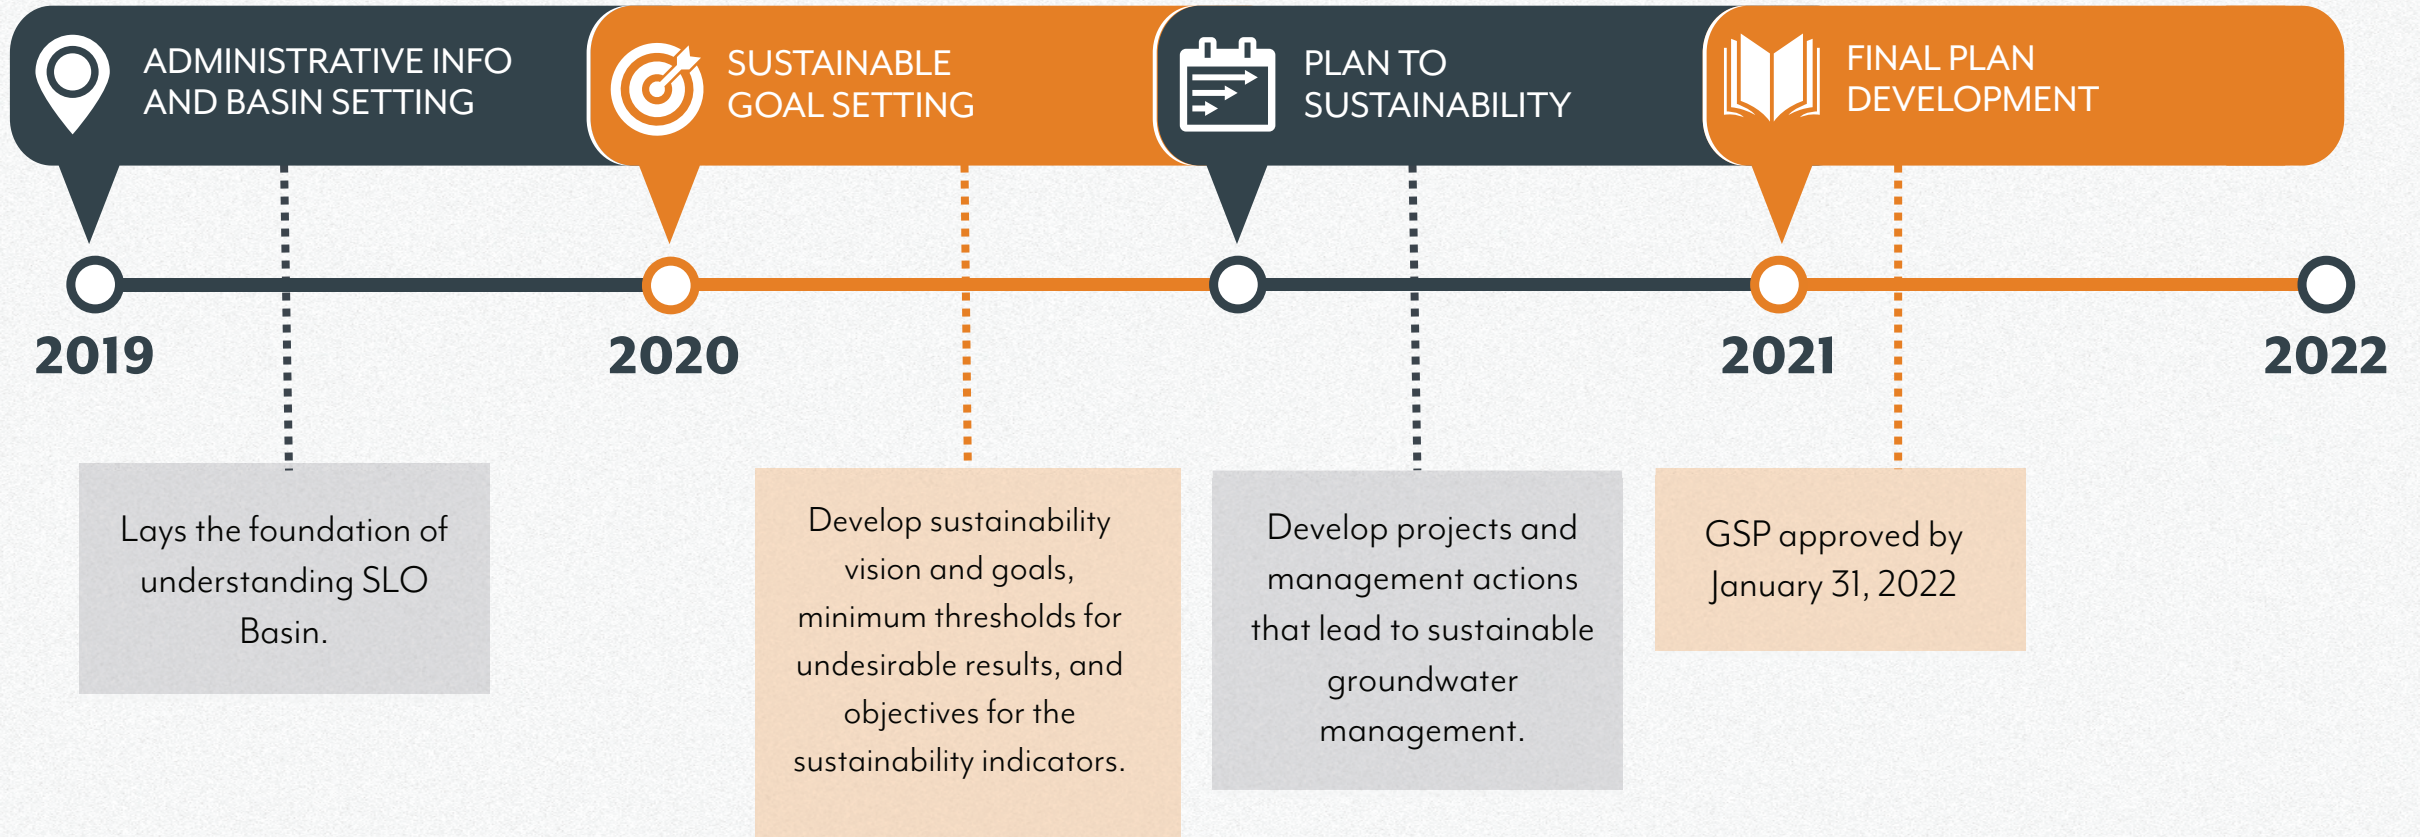 ADMINISTRATIVE INFO
AND BASIN SETTING
SUSTAINABLE
GOAL SETTING
PLAN TO
SUSTAINABILITY
FINAL PLAN
DEVELOPMENT
2019
2020
2021
2022
Lays the foundation of
understanding SLO
Basin.
Develop sustainability
vision and goals,
minimum thresholds for
undesirable results, and
objectives for the
sustainability indicators.
Develop projects and
management actions
that lead to sustainable
groundwater
management.
GSP approved by
January 31, 2022